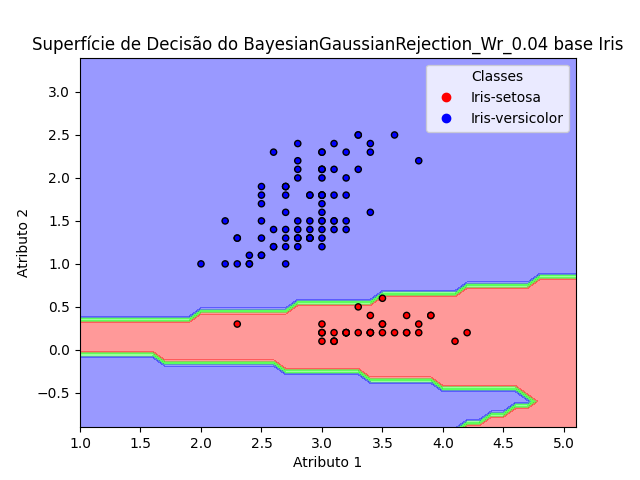 Superfície de Decisão do BayesianGaussianRejection_Wr_0.04 base Iris
Classes
Iris-setosa
Iris-versicolor
3.0
2.5
2.0
1.5
1.0
0.5
0.0
−0.5
Atributo 2
1.0 1.5 2.0 2.5 3.0 3.5 4.0 4.5 5.0
Atributo 1